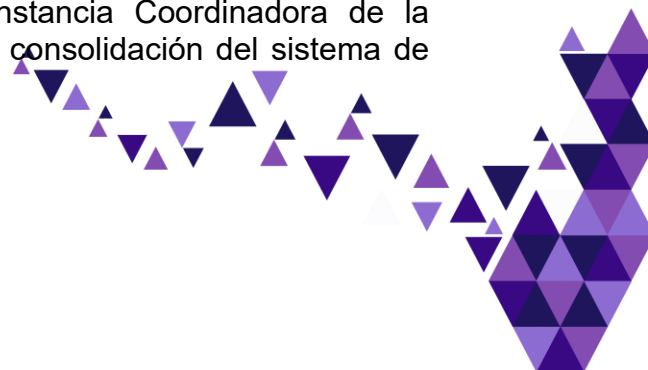 nstancia Coordinadora de la
consolidación del sistema de